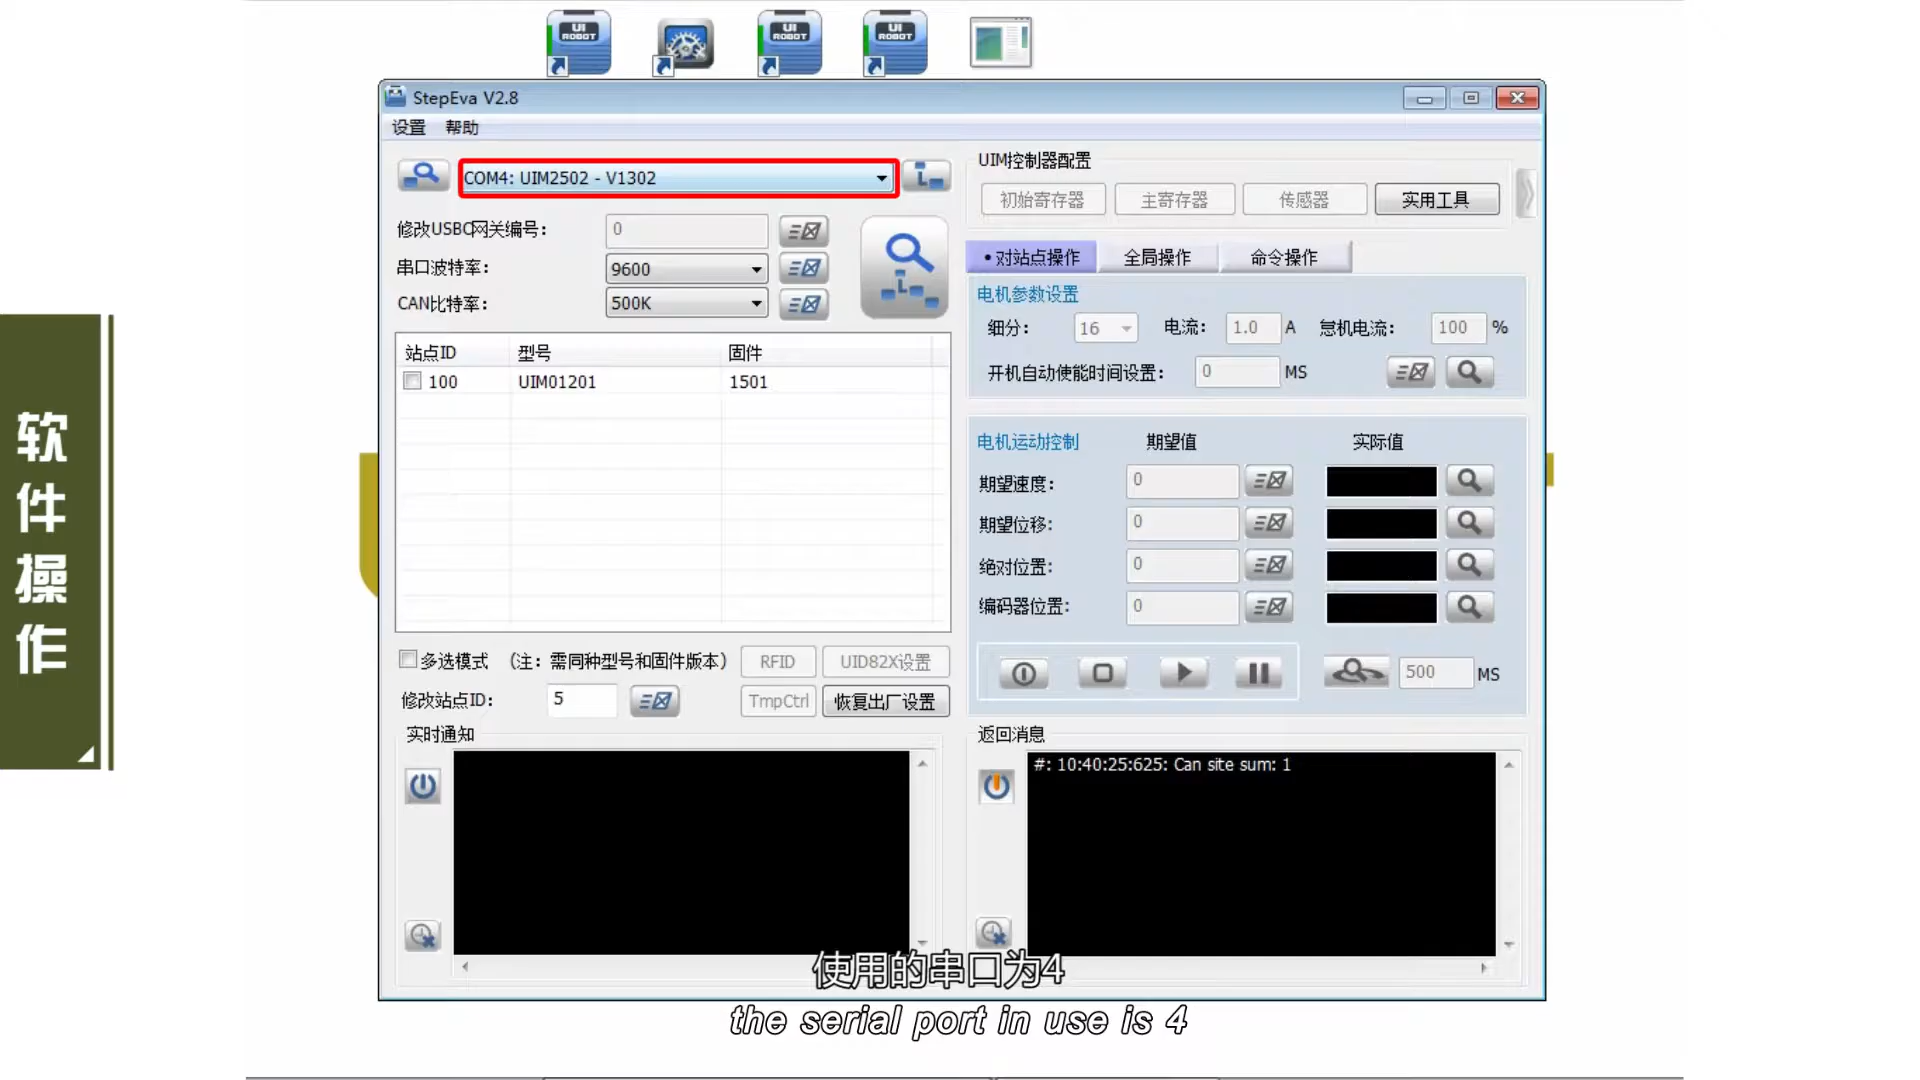 UI ROBOT
UI ROBOT
UI ROBOT
StepEva V2.8
设置 帮助
COM4: UIM2502 - V1302
修改USBC网关编号： 0
串口波特率： 9600
CAN比特率： 500K
站点ID 型号 固件
100 UIM01201 1501
多选模式 （注：需同种型号和固件版本） RFID UID82X设置
修改站点ID： 5 TmpCtrl 恢复出厂设置
实时通知
UIM控制器配置
初始寄存器 主寄存器 传感器 实用工具
•对站点操作 全局操作 命令操作
电机参数设置
细分： 16 电流： 1.0 A 怠机电流： 100 %
开机自动使能时间设置： 0 MS
电机运动控制 期望值 实际值
期望速度： 0
期望位移： 0
绝对位置： 0
编码器位置： 0
500 MS
返回消息
#: 10:40:25:625: Can site sum: 1
软件操作
使用的串口为4
the serial port in use is 4